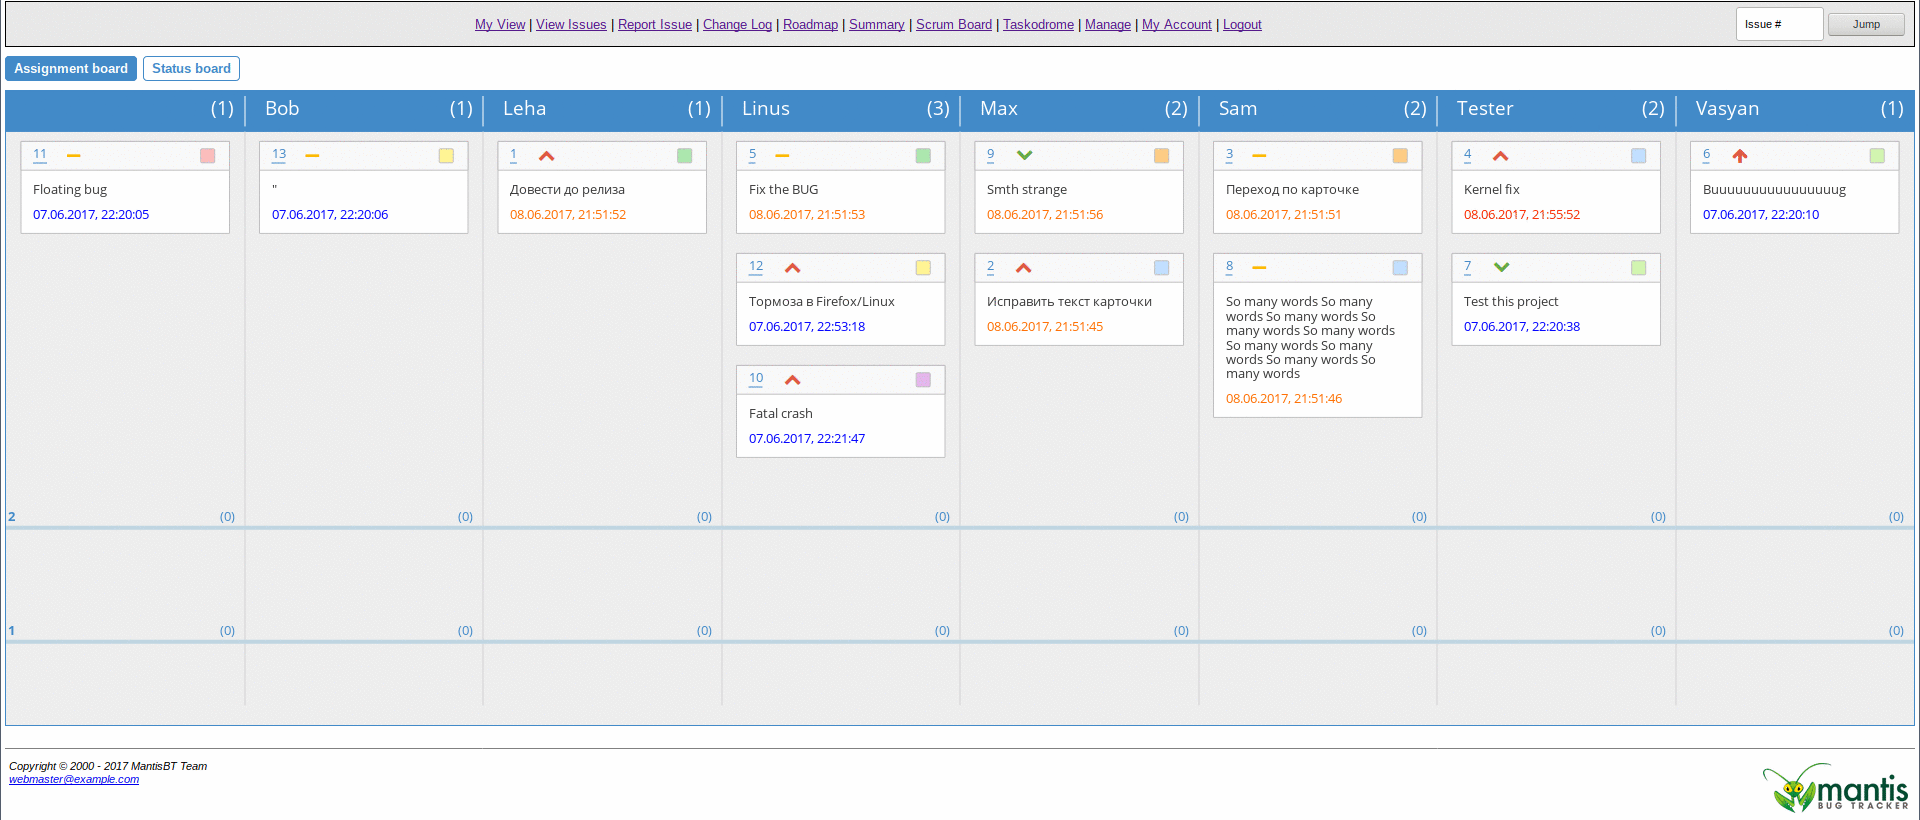 My View | View Issues | Report Issue | Change Log | Roadmap | Summary | Scrum Board | Taskodrome | Manage | My Account | Logout
Issue #
Jump
Assignment board
Status board
(1)
Bob (1)
Leha (1)
Linus (3)
Max (2)
Sam (2)
Tester (2)
Vasyan (1)
11
Floating bug
07.06.2017, 22:20:05
13
"
07.06.2017, 22:20:06
1
Довести до релиза
08.06.2017, 21:51:52
5
Fix the BUG
08.06.2017, 21:51:53
12
Тормоза в Firefox/Linux
07.06.2017, 22:53:18
10
Fatal crash
07.06.2017, 22:21:47
9
Smth strange
08.06.2017, 21:51:56
2
Исправить текст карточки
08.06.2017, 21:51:45
3
Переход по карточке
08.06.2017, 21:51:51
8
So many words So many
words So many words So
many words So many words
So many words So many
words So many words So
many words
08.06.2017, 21:51:46
4
Kernel fix
08.06.2017, 21:55:52
7
Test this project
07.06.2017, 22:20:38
6
Buuuuuuuuuuuuuuuug
07.06.2017, 22:20:10
2 (0) (0) (0) (0) (0) (0) (0) (0)
1 (0) (0) (0) (0) (0) (0) (0) (0)
Copyright © 2000 - 2017 MantisBT Team
webmaster@example.com
mantis
BUG TRACKER